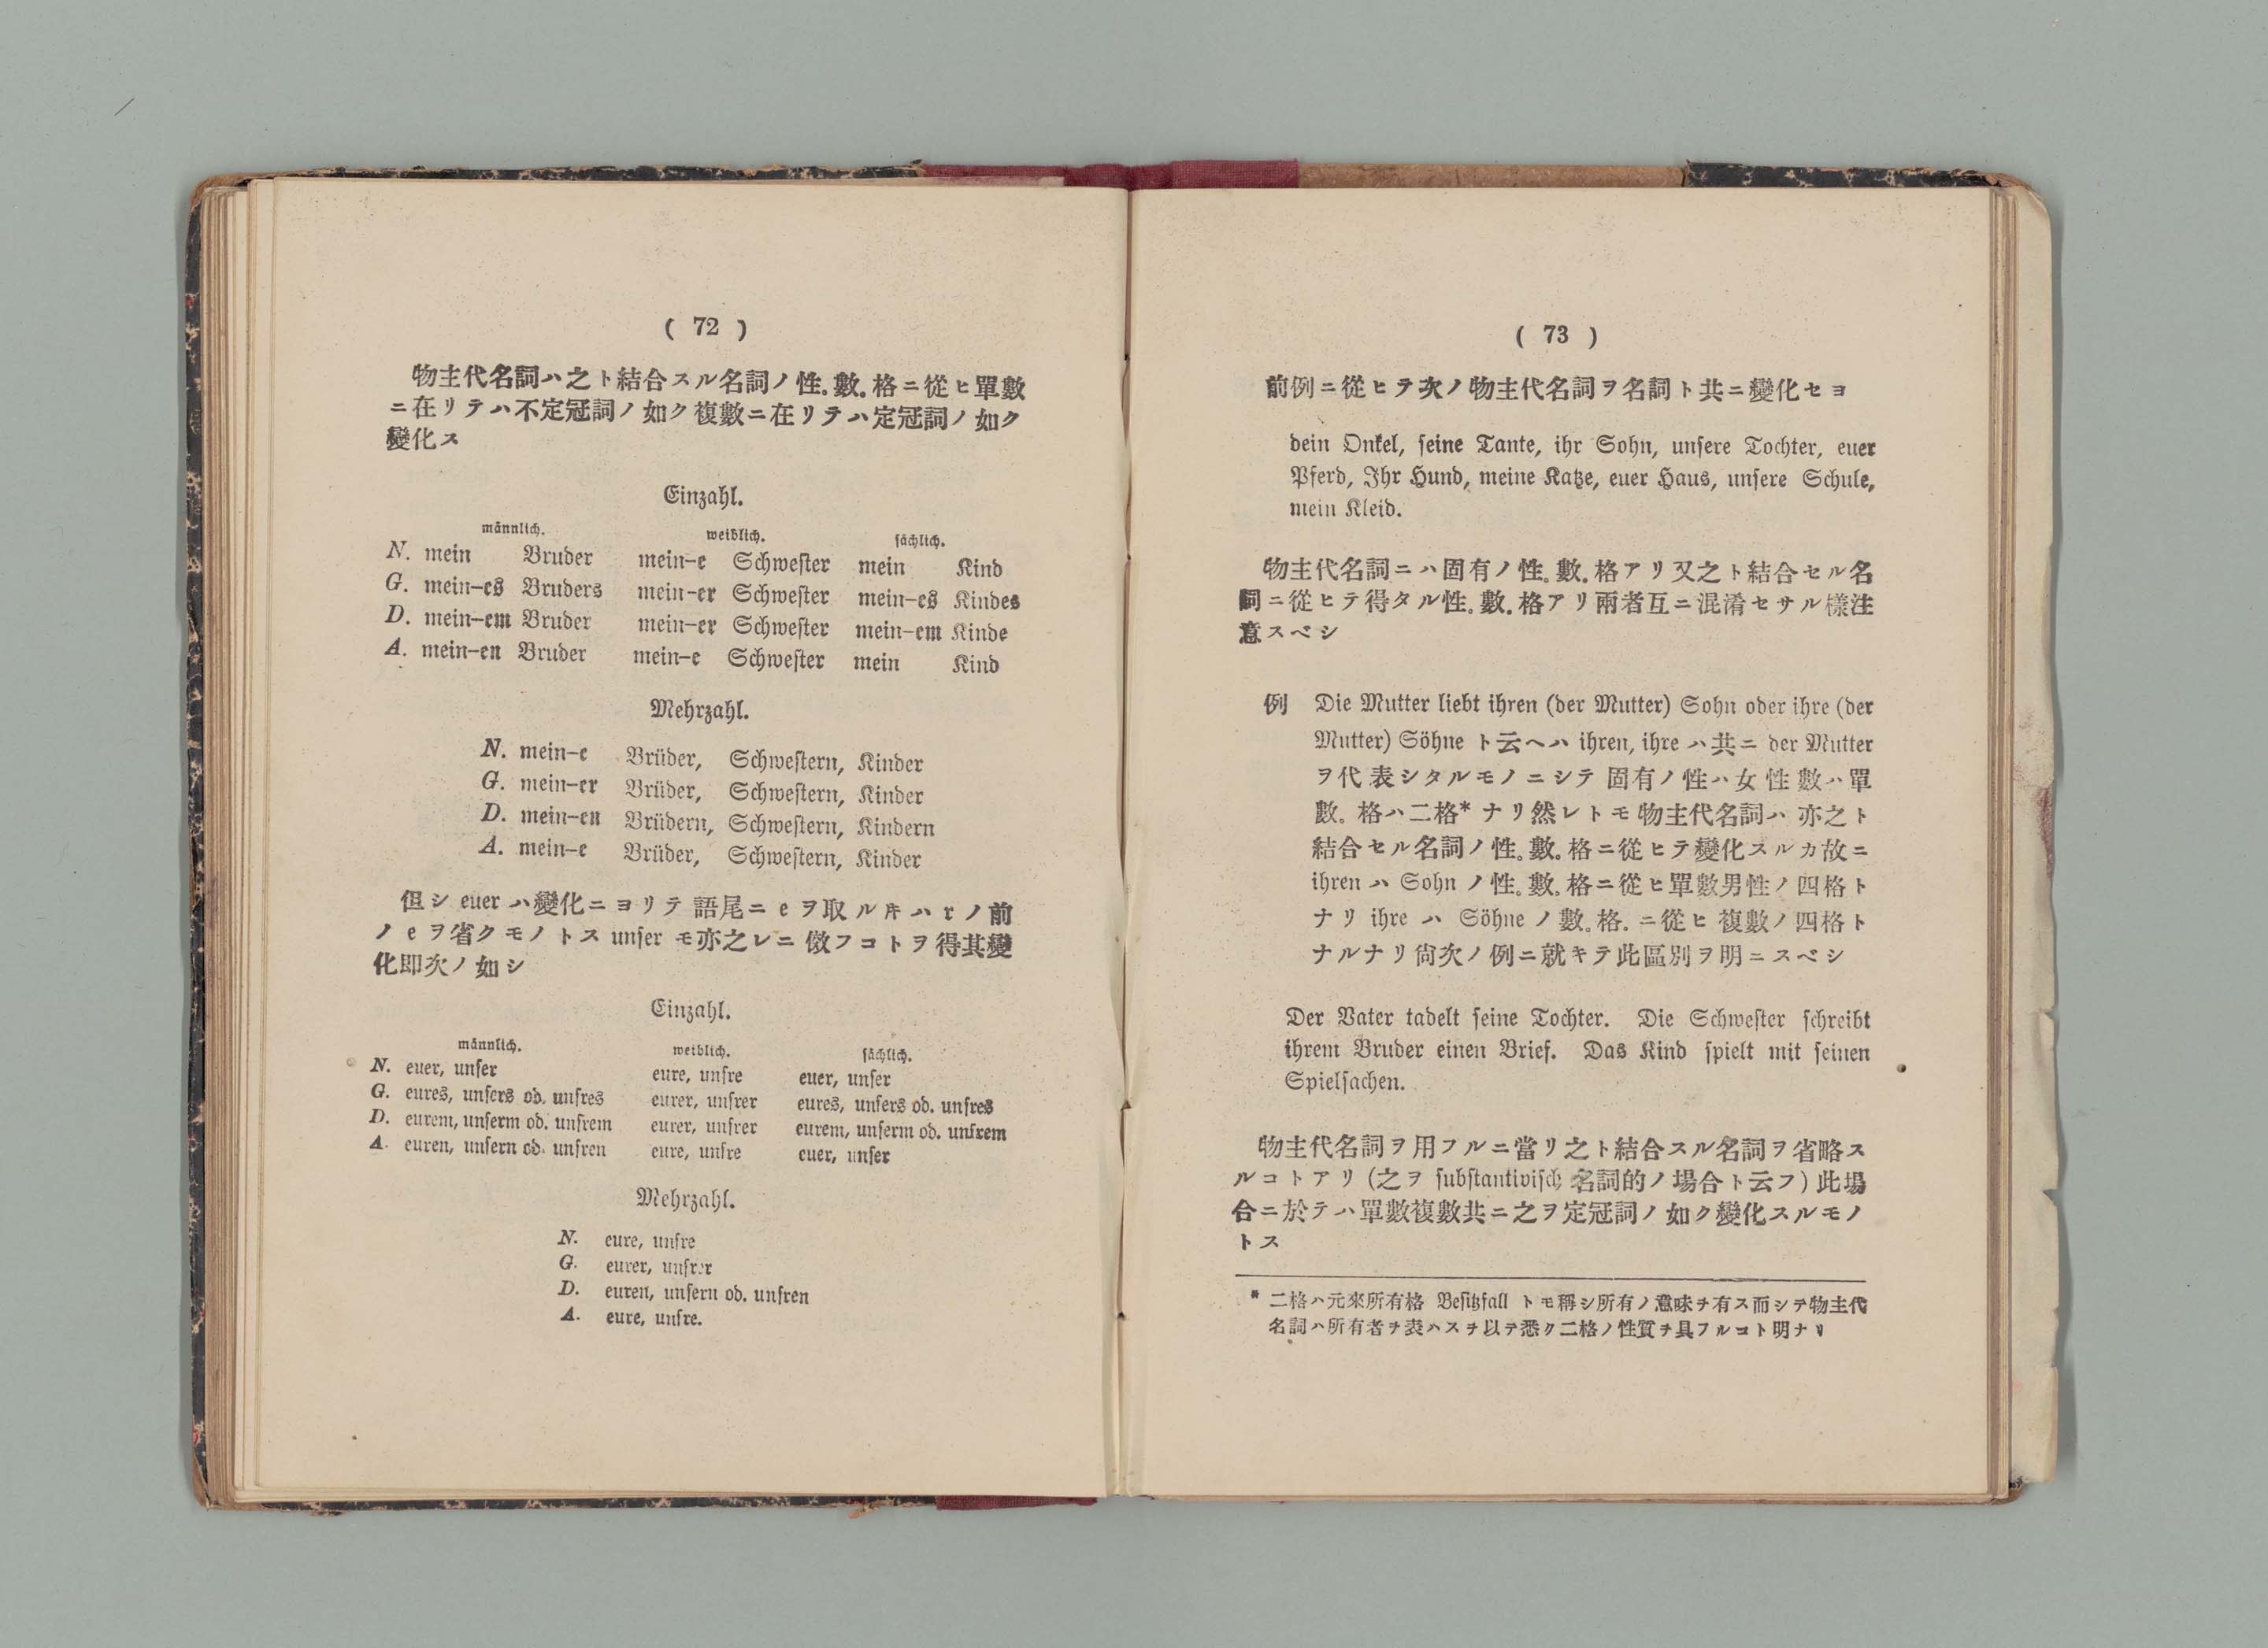 ( 72 )
物主代名詞ハ之ト結合スル名詞ノ性。數。格ニ從ヒ單數
ニ在リテハ不定冠詞ノ如ク複數ニ在リテハ定冠詞ノ如ク
變化ス
Einzahl.
männlich. weiblich. sächlich.
N. mein Bruder mein-e Schwester mein Kind
G. mein-es Bruders mein-er Schwester mein-es Kindes
D. mein-em Bruder mein-er Schwester mein-em Kinde
A. mein-en Bruder mein-e Schwester mein Kind
Mehrzahl.
N. mein-e Brüder, Schwestern, Kinder
G. mein-er Brüder, Schwestern, Kinder
D. mein-en Brüdern, Schwestern, Kindern
A. mein-e Brüder, Schwestern, Kinder
但シ euer ハ變化ニヨリテ語尾ニ e ヲ取ル𪜈ハ r ノ前
ノ e ヲ省クモノトス unser モ亦之レニ傚フコトヲ得其變
化即次ノ如シ
Einzahl.
männlich. weiblich. sächlich.
N. euer, unser eure, unsre euer, unser
G. eures, unsers od. unsres eurer, unsrer eures, unsers od. unsres
D. eurem, unserm od. unsrem eurer, unsrer eurem, unserm od. unsrem
A. euren, unsern od. unsren eure, unsre euer, unser
Mehrzahl.
N. eure, unsre
G. eurer, unsrer
D. euren, unsern od. unsren
A. eure, unsre.
( 73 )
前例ニ從ヒテ次ノ物主代名詞ヲ名詞ト共ニ變化セヨ
dein Onkel, seine Tante, ihr Sohn, unsere Tochter, euer
Pferd, Ihr Hund, meine Katze, euer Haus, unsere Schule,
mein Kleid.
物主代名詞ニハ固有ノ性。數。格アリ又之ト結合セル名
詞ニ從ヒテ得タル性。數。格アリ兩者互ニ混淆セサル樣注
意スベシ
例 Die Mutter liebt ihren (der Mutter) Sohn oder ihre (der
Mutter) Söhne ト云ヘハ ihren, ihre ハ共ニ der Mutter
ヲ代表シタルモノニシテ固有ノ性ハ女性數ハ單
數。格ハ二格* ナリ然レトモ物主代名詞ハ亦之ト
結合セル名詞ノ性。數。格ニ從ヒテ變化スルカ故ニ
ihren ハ Sohn ノ性。數。格ニ從ヒ單數男性ノ四格ト
ナリ ihre ハ Söhne ノ數。格。ニ從ヒ複數ノ四格ト
ナルナリ尙次ノ例ニ就キテ此區別ヲ明ニスベシ
Der Vater tadelt seine Tochter. Die Schwester schreibt
ihrem Bruder einen Brief. Das Kind spielt mit seinen
Spielsachen.
物主代名詞ヲ用フルニ當リ之ト結合スル名詞ヲ省略ス
ルコトアリ (之ヲ substantivisch 名詞的ノ場合ト云フ) 此場
合ニ於テハ單數複數共ニ之ヲ定冠詞ノ如ク變化スルモノ
トス
* 二格ハ元來所有格 Besitzfall トモ稱シ所有ノ意味ヲ有ス而シテ物主代
名詞ハ所有者ヲ表ハスヲ以テ悉ク二格ノ性質ヲ具フルコト明ナリ